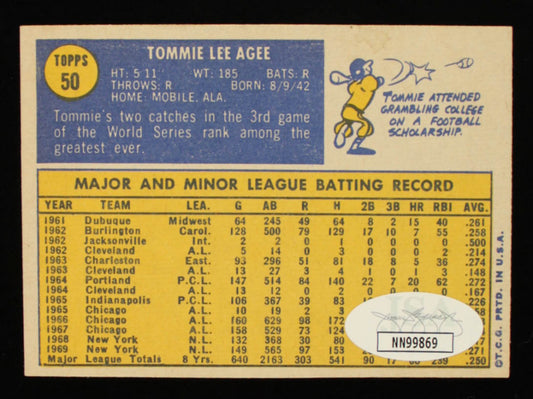 TOPPS
50
TOMMIE LEE AGEE
HT: 5:11 WT: 185 BATS: R
THROWS: R BORN: 8/9/42
HOME: MOBILE, ALA.
Tommie's two catches in the 3rd game
of the World Series rank among the
greatest ever.
TOMMIE ATTENDED
GRAMBLING COLLEGE
ON A FOOTBALL
SCHOLARSHIP.
MAJOR AND MINOR LEAGUE BATTING RECORD
YEAR TEAM LEA. G AB R H 2B 3B HR RBI AVG.
1961 Dubuque Midwest 64 245 49 64 8 2 15 40 .261
1962 Burlington Carol. 128 500 79 129 17 10 7 55 .258
1962 Jacksonville Int. 2 2 0 1 0 0 0 0 .500
1962 Cleveland A.L. 5 14 0 3 0 0 0 2 .214
1963 Charleston East. 93 296 51 81 18 3 5 36 .274
1963 Cleveland A.L. 13 27 3 4 1 0 1 3 .148
1964 Portland P.C.L. 147 514 84 140 22 7 20 62 .272
1964 Cleveland A.L. 13 12 0 2 0 0 0 0 .167
1965 Indianapolis P.C.L. 106 367 39 83 .226
1965 Chicago A.L. 10 19 2 3
1966 Chicago A.L. 160 629 98 172
1967 Chicago A.L. 158 529 73 124
1968 New York N.L. 132 368 30 80
1969 New York N.L. 149 565 97 153 .271
Major League Totals 8 Yrs. 640 2163 303 541 90 .250
JSA
NN99869
©T.C.G. PRTD. IN U.S.A.